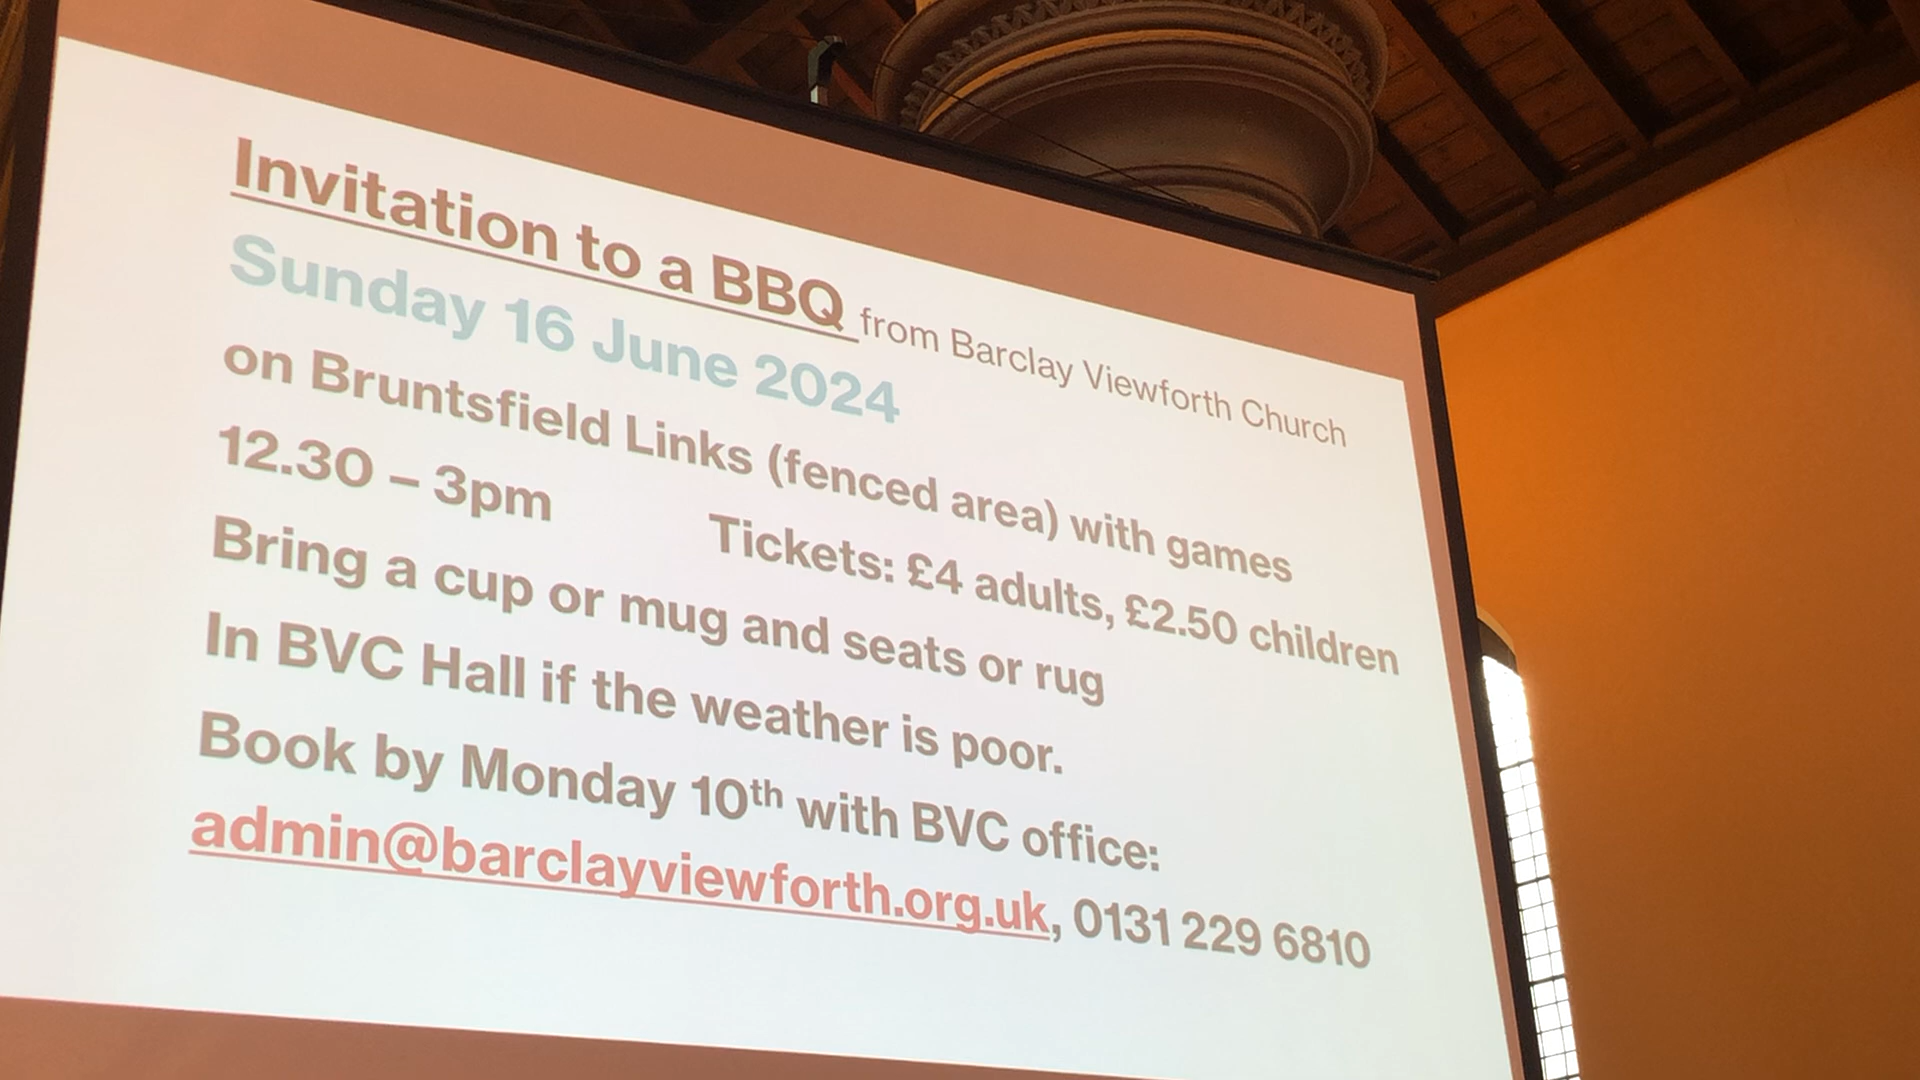 Invitation to a BBQ from Barclay Viewforth Church
Sunday 16 June 2024
on Bruntsfield Links (fenced area) with games
12.30 – 3pm Tickets: £4 adults, £2.50 children
Bring a cup or mug and seats or rug
In BVC Hall if the weather is poor.
Book by Monday 10th with BVC office:
admin@barclayviewforth.org.uk, 0131 229 6810